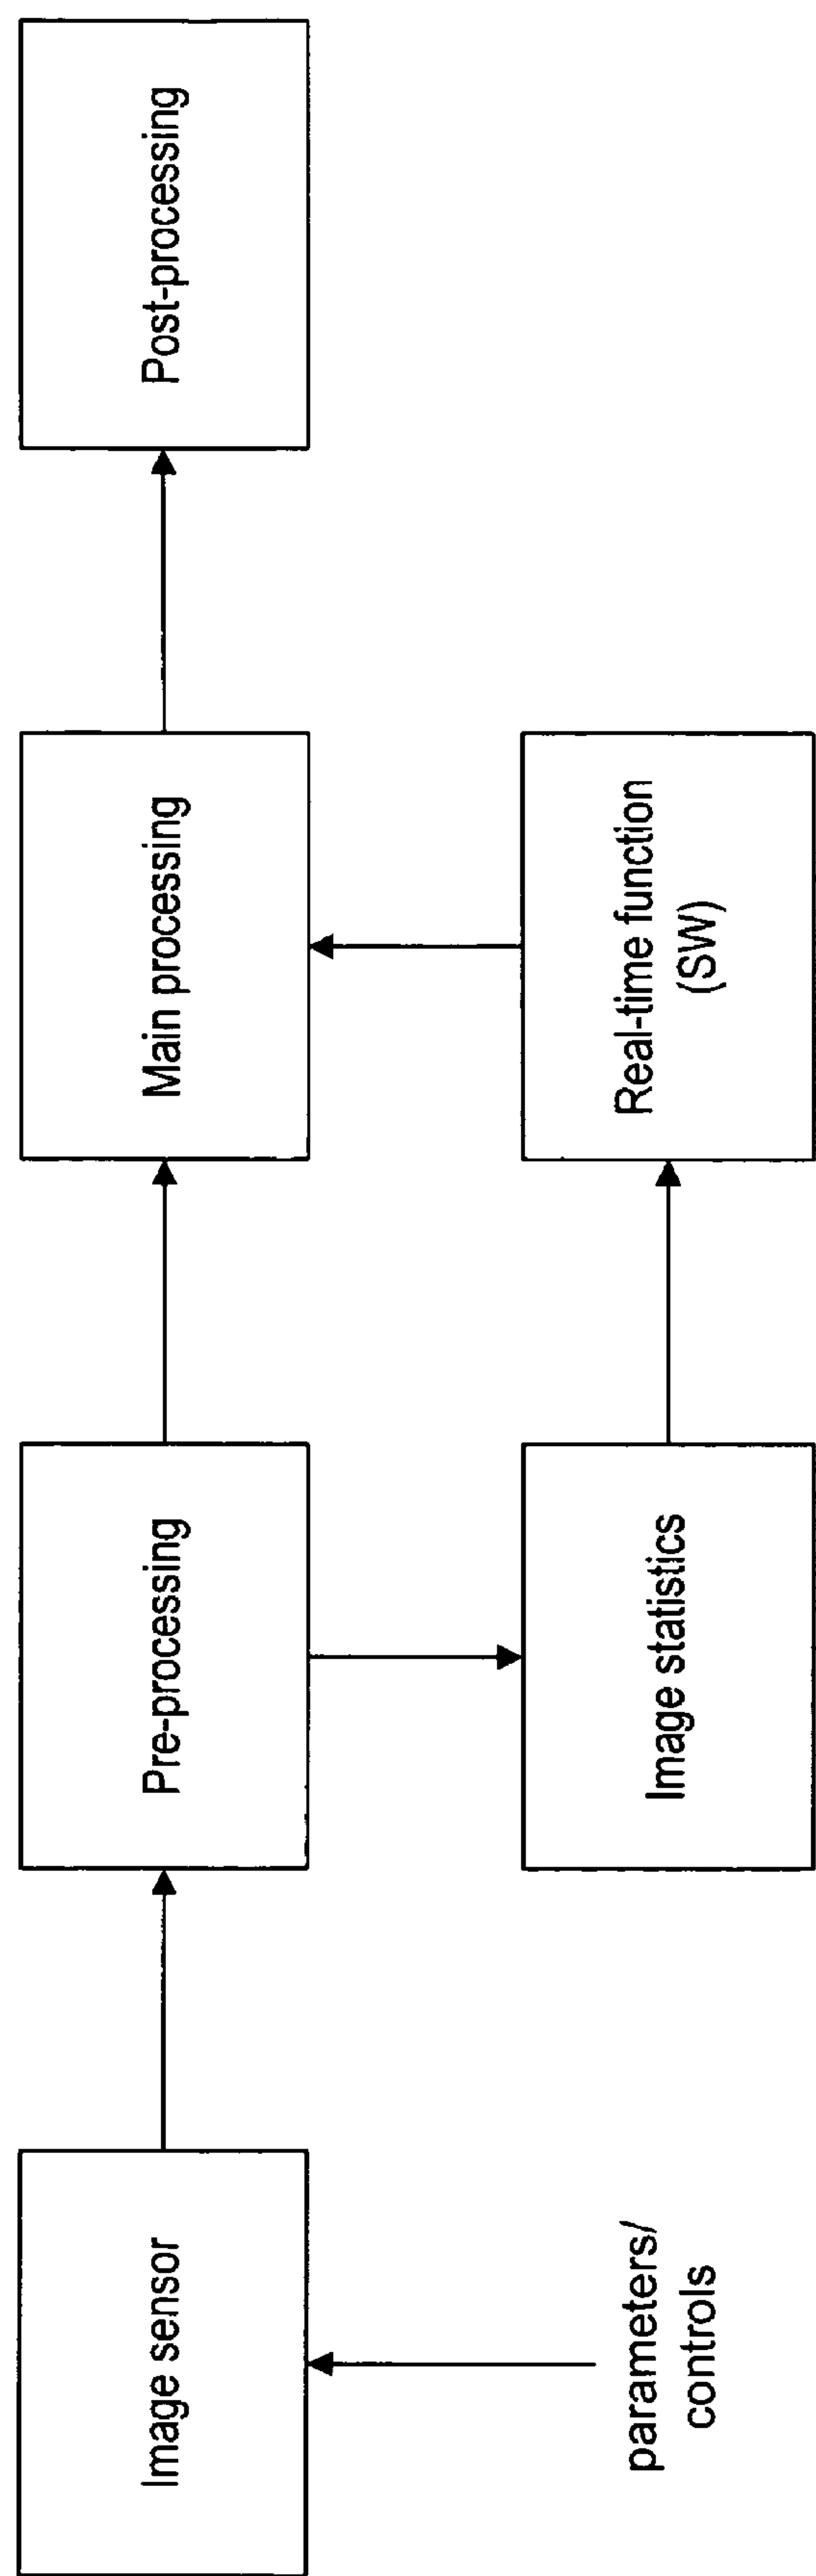 Image sensor
Pre-processing
Main processing
Post-processing
parameters/
controls
Image statistics
Real-time function
(SW)